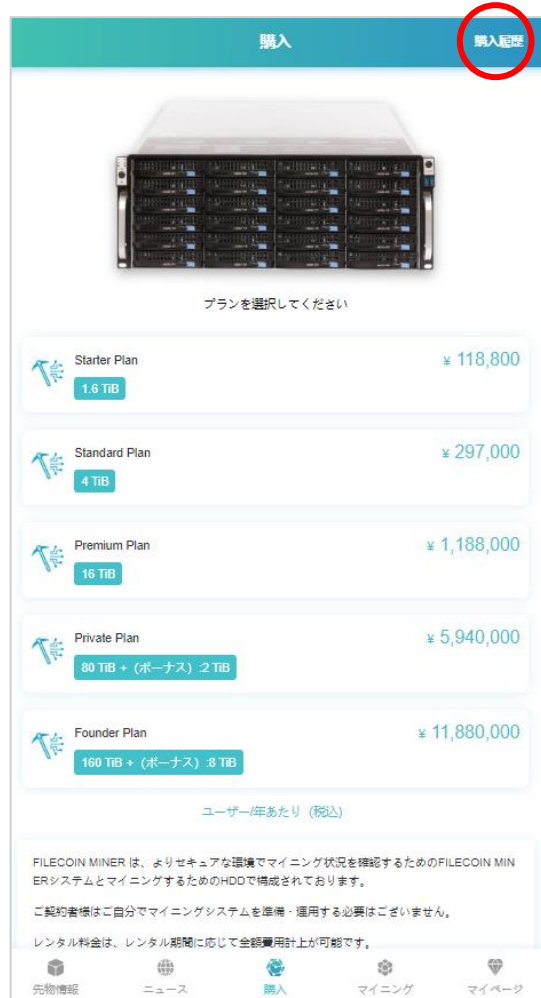 購入
購入履歴
プランを選択してください
Starter Plan
¥ 118,800
1.6 TiB
Standard Plan
¥ 297,000
4 TiB
Premium Plan
¥ 1,188,000
16 TiB
Private Plan
¥ 5,940,000
80 TiB + (ボーナス) :2 TiB
Founder Plan
¥ 11,880,000
160 TiB + (ボーナス) :8 TiB
ユーザー/年あたり (税込)
FILECOIN MINER は、よりセキュアな環境でマイニング状況を確認するためのFILECOIN MIN
ERシステムとマイニングするためのHDDで構成されております。
ご契約者様はご自分でマイニングシステムを準備・運用する必要はございません。
レンタル料金は、レンタル期間に応じて全額費用計上が可能です。
先物情報
ニュース
購入
マイニング
マイページ